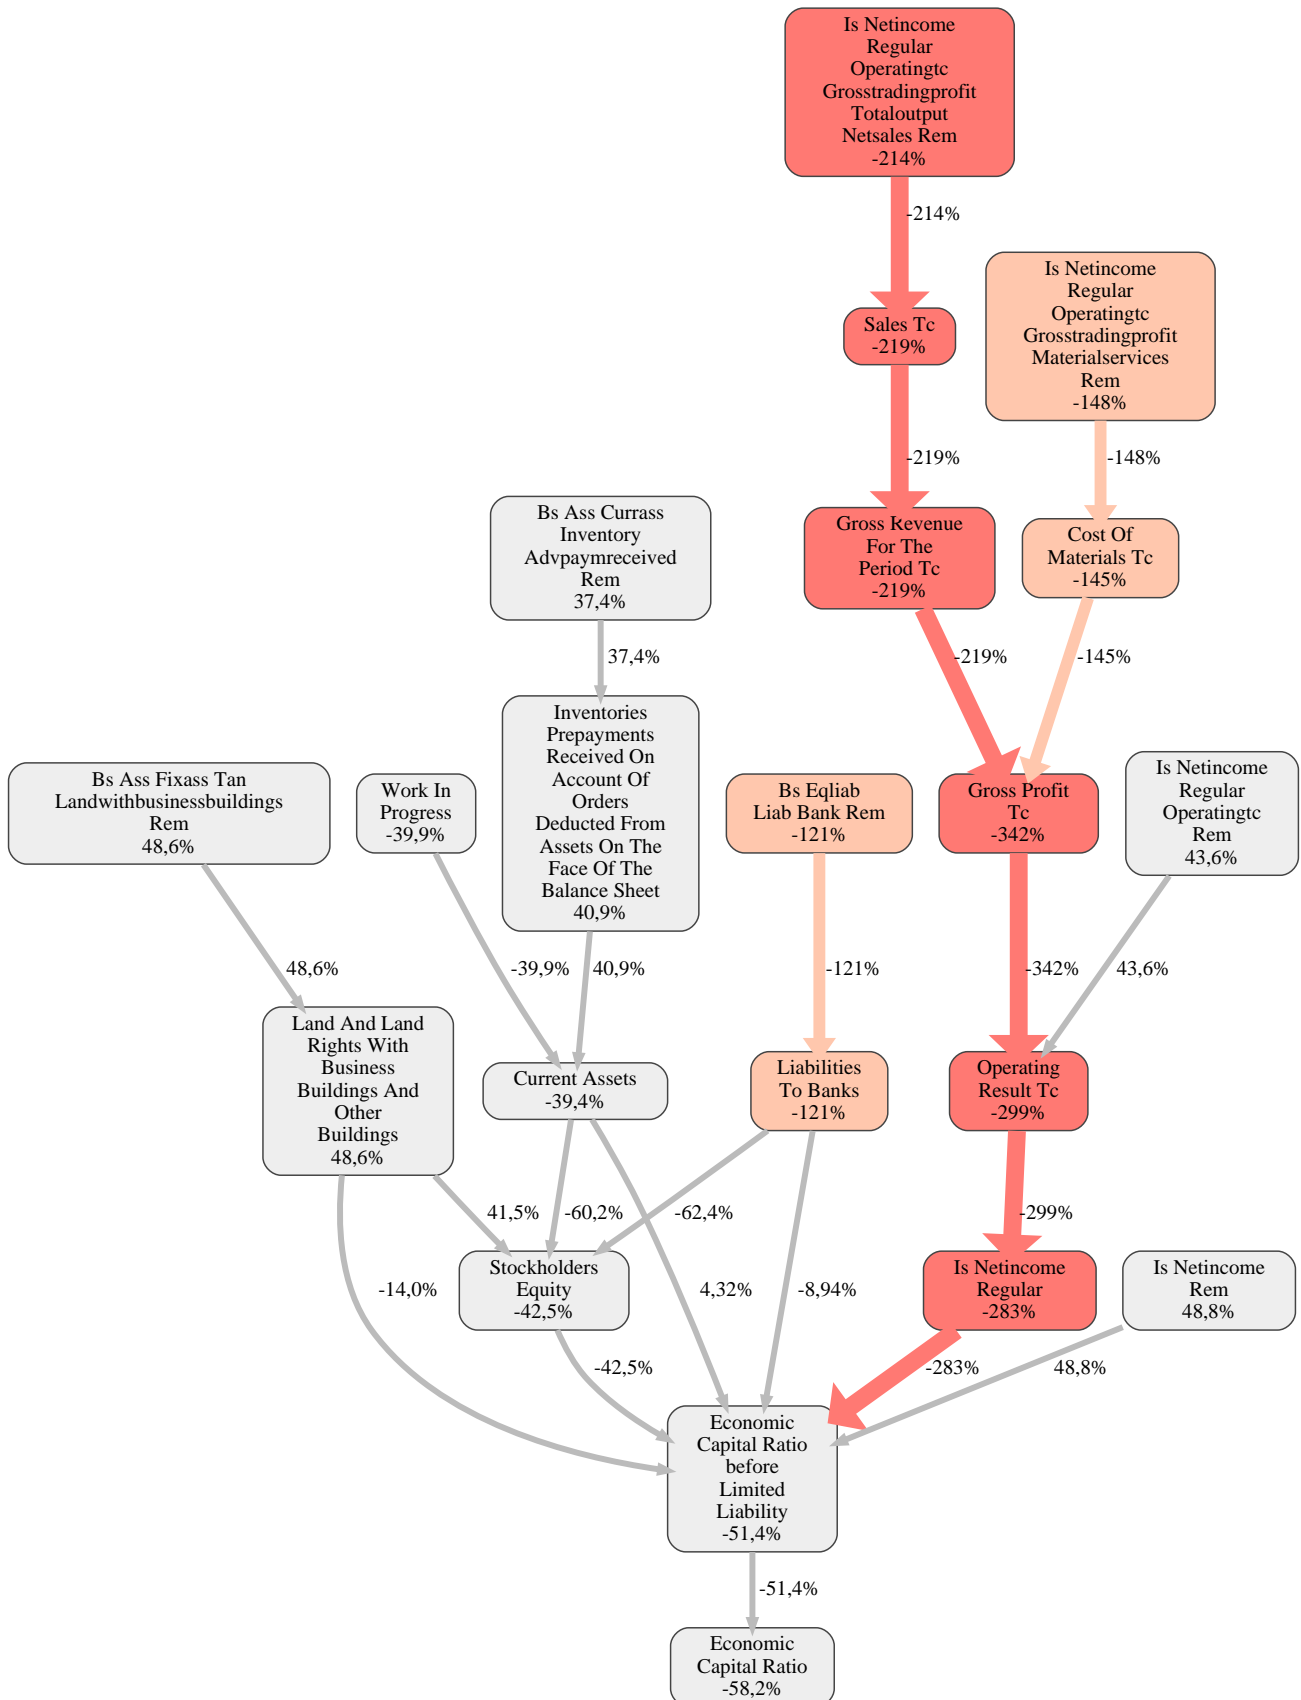 Is Netincome
Regular
Operatingtc
Grosstradingprofit
Totaloutput
Netsales Rem
-214%
-214%
Is Netincome
Regular
Operatingtc
Grosstradingprofit
Materialservices
Rem
-148%
Sales Tc
-219%
-219%
-148%
Bs Ass Currass
Inventory
Advpaymreceived
Rem
37,4%
Gross Revenue
For The
Period Tc
-219%
Cost Of
Materials Tc
-145%
37,4%
-219%
-145%
Inventories
Prepayments
Received On
Account Of
Orders
Deducted From
Assets On The
Face Of The
Balance Sheet
40,9%
Bs Ass Fixass Tan
Landwithbusinessbuildings
Rem
48,6%
Work In
Progress
-39,9%
Bs Eqliab
Liab Bank Rem
-121%
Gross Profit
Tc
-342%
Is Netincome
Regular
Operatingtc
Rem
43,6%
48,6%
-39,9%
40,9%
-121%
-342%
43,6%
Land And Land
Rights With
Business
Buildings And
Other
Buildings
48,6%
Current Assets
-39,4%
Liabilities
To Banks
-121%
Operating
Result Tc
-299%
41,5%
-60,2%
-62,4%
-299%
Stockholders
Equity
-42,5%
Is Netincome
Regular
-283%
Is Netincome
Rem
48,8%
-14,0%
4,32%
-8,94%
-42,5%
-283%
48,8%
Economic
Capital Ratio
before
Limited
Liability
-51,4%
-51,4%
Economic
Capital Ratio
-58,2%